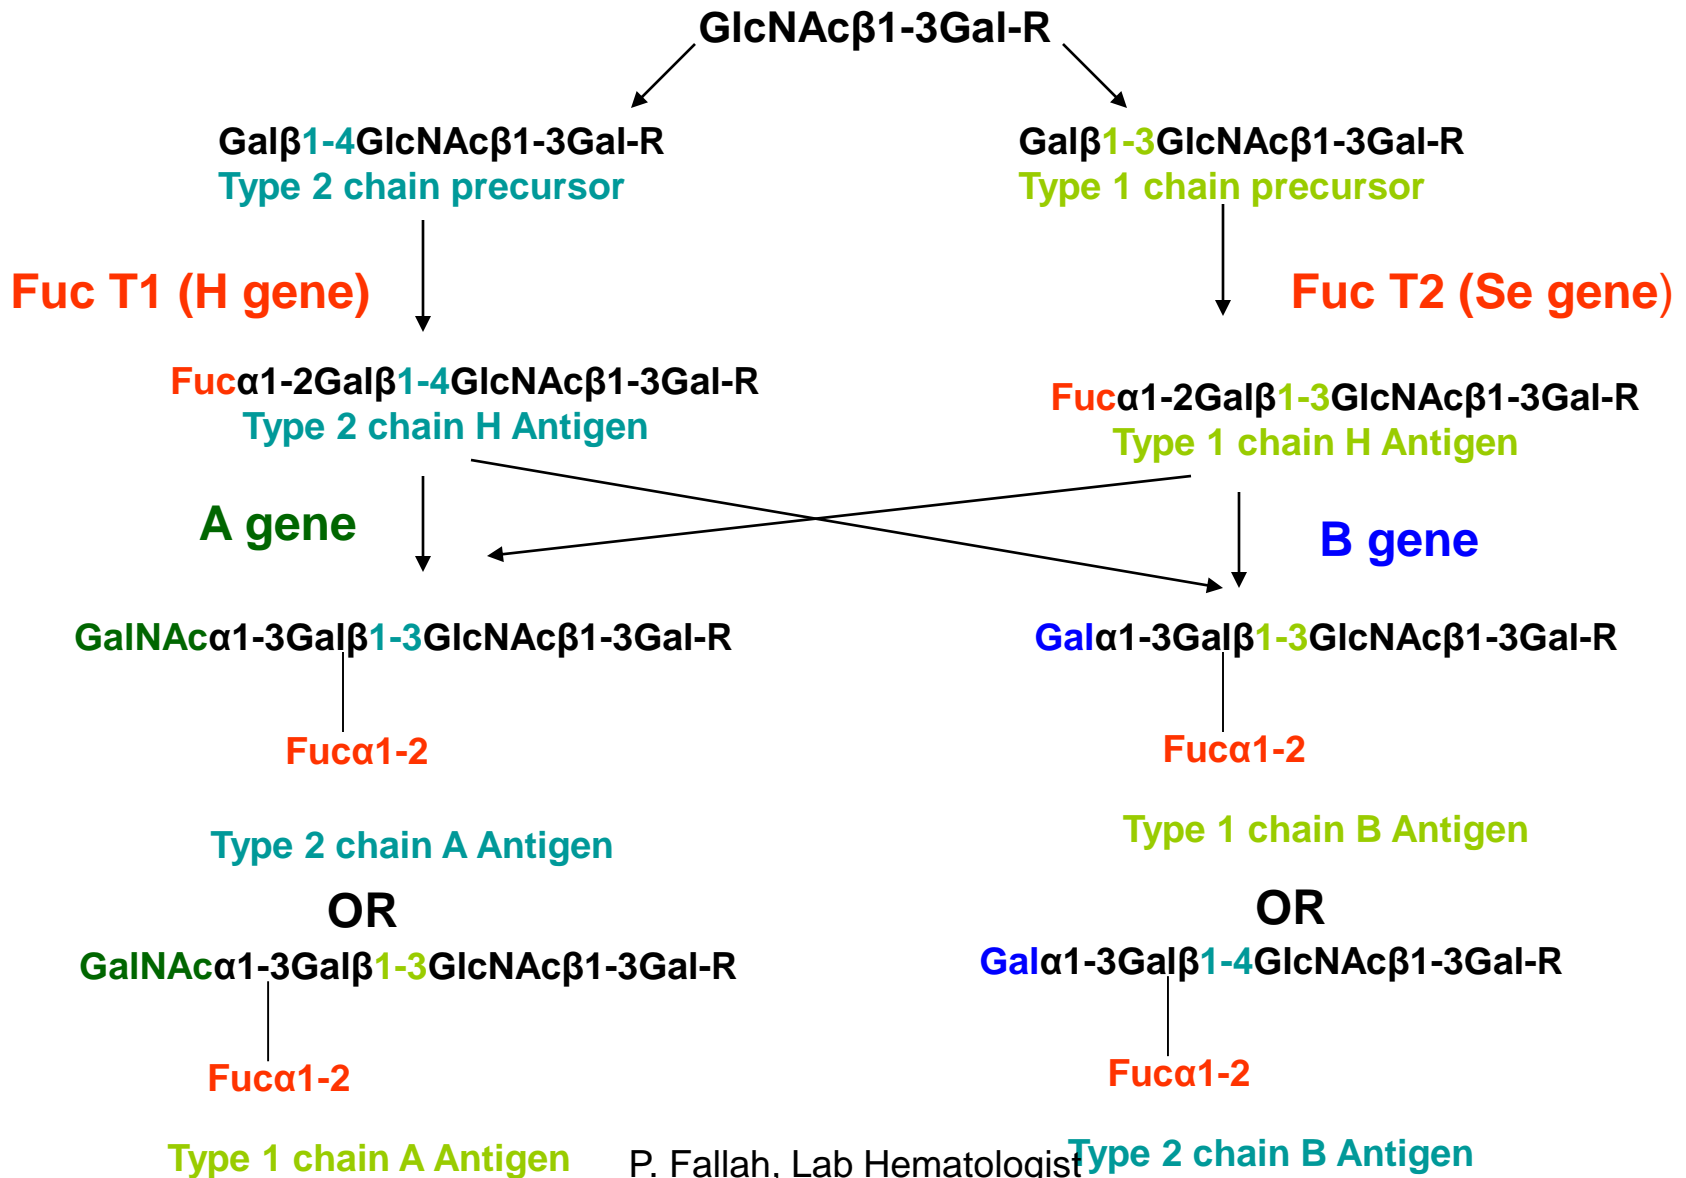 GlcNAcβ1-3Gal-R
Galβ1-4GlcNAcβ1-3Gal-R
Type 2 chain precursor
Galβ1-3GlcNAcβ1-3Gal-R
Type 1 chain precursor
Fuc T1 (H gene)
Fuc T2 (Se gene)
Fucα1-2Galβ1-4GlcNAcβ1-3Gal-R
Type 2 chain H Antigen
Fucα1-2Galβ1-3GlcNAcβ1-3Gal-R
Type 1 chain H Antigen
A gene
B gene
GalNAcα1-3Galβ1-3GlcNAcβ1-3Gal-R
Fucα1-2
Type 2 chain A Antigen
Galα1-3Galβ1-3GlcNAcβ1-3Gal-R
Fucα1-2
Type 1 chain B Antigen
OR
OR
GalNAcα1-3Galβ1-3GlcNAcβ1-3Gal-R
Fucα1-2
Type 1 chain A Antigen
Galα1-3Galβ1-4GlcNAcβ1-3Gal-R
Fucα1-2
Type 2 chain B Antigen
P. Fallah, Lab Hematologist